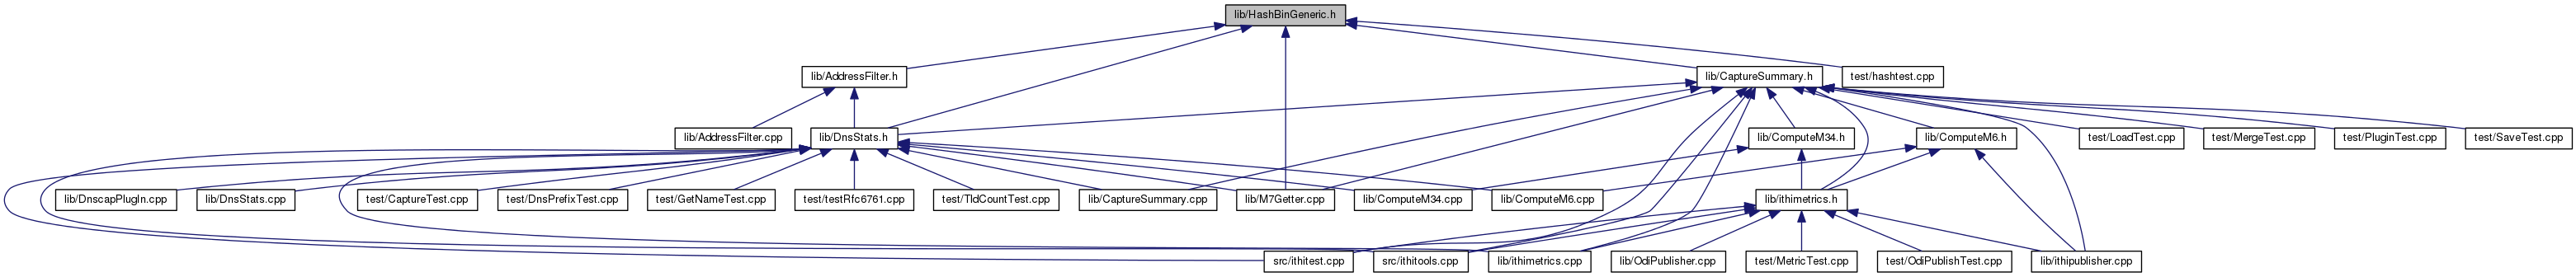 lib/HashBinGeneric.h
lib/AddressFilter.h
lib/CaptureSummary.h
test/hashtest.cpp
lib/AddressFilter.cpp
lib/DnsStats.h
lib/ComputeM34.h
lib/ComputeM6.h
test/LoadTest.cpp
test/MergeTest.cpp
test/PluginTest.cpp
test/SaveTest.cpp
lib/DnscapPlugIn.cpp
lib/DnsStats.cpp
test/CaptureTest.cpp
test/DnsPrefixTest.cpp
test/GetNameTest.cpp
test/testRfc6761.cpp
test/TldCountTest.cpp
lib/CaptureSummary.cpp
lib/M7Getter.cpp
lib/ComputeM34.cpp
lib/ComputeM6.cpp
lib/ithimetrics.h
src/ithitest.cpp
src/ithitools.cpp
lib/ithimetrics.cpp
lib/OdiPublisher.cpp
test/MetricTest.cpp
test/OdiPublishTest.cpp
lib/ithipublisher.cpp